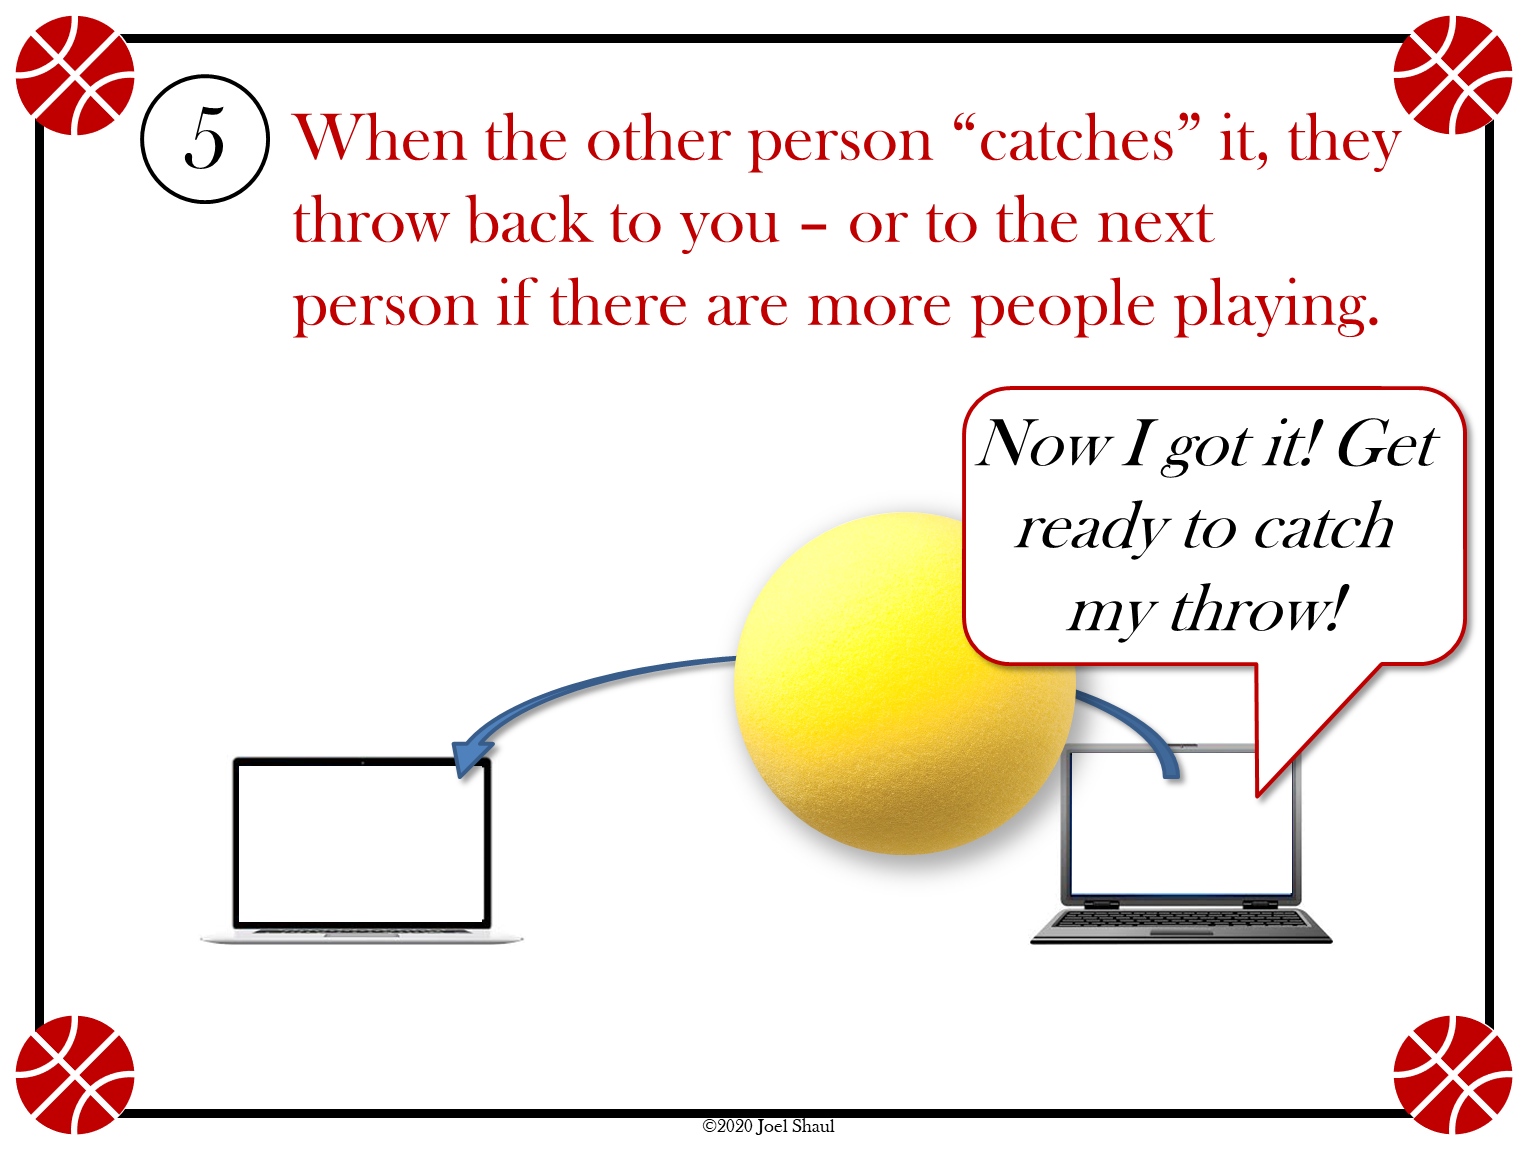 5
When the other person “catches” it, they
throw back to you – or to the next
person if there are more people playing.
Now I got it! Get
ready to catch
my throw!
©2020 Joel Shaul